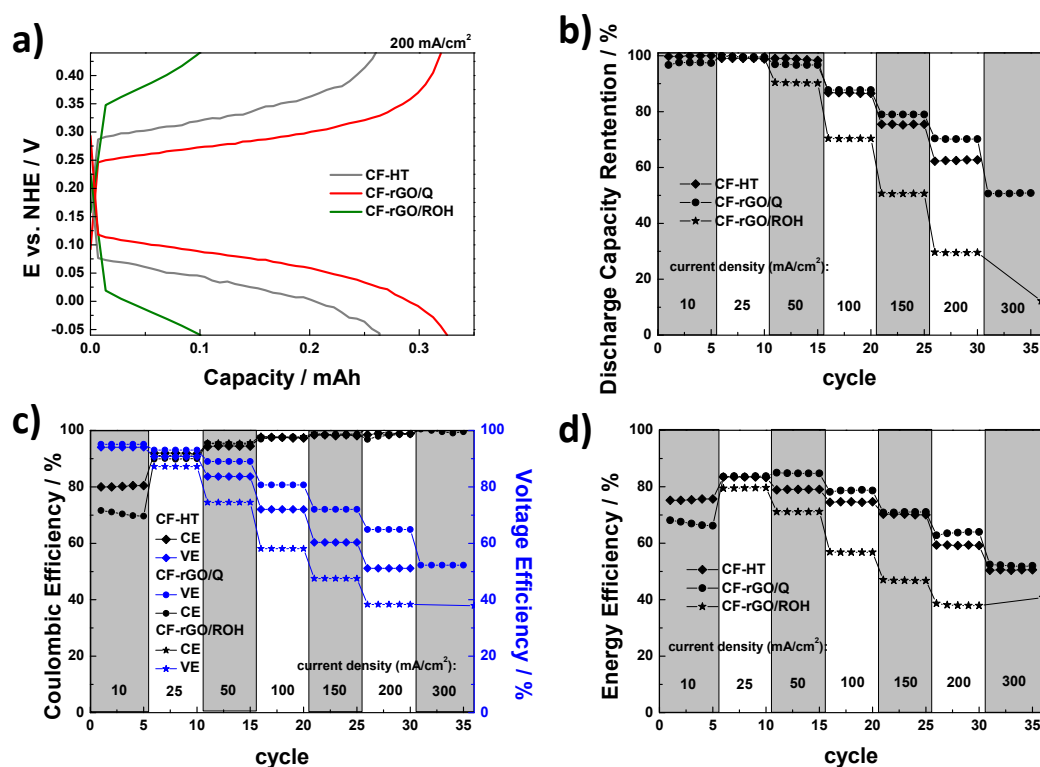 a)
200 mA/cm²
0.40
0.35
0.30
0.25
0.20
0.15
0.10
0.05
0.00
-0.05
E vs. NHE / V
CF-HT
CF-rGO/Q
CF-rGO/ROH
0.0 0.1 0.2 0.3
Capacity / mAh
b)
100
80
60
40
20
0
Discharge Capacity Rentention / %
CF-HT
CF-rGO/Q
CF-rGO/ROH
current density (mA/cm²):
10 25 50 100 150 200 300
0 5 10 15 20 25 30 35
cycle
c)
100
80
60
40
20
0
Coulombic Efficiency / %
CF-HT
CE
VE
CF-rGO/Q
VE
CE
CF-rGO/ROH
CE
VE
current density (mA/cm²):
10 25 50 100 150 200 300
0 5 10 15 20 25 30 35
cycle
100
80
60
40
20
0
Voltage Efficiency / %
d)
100
80
60
40
20
0
Energy Efficiency / %
CF-HT
CF-rGO/Q
CF-rGO/ROH
current density (mA/cm²):
10 25 50 100 150 200 300
0 5 10 15 20 25 30 35
cycle